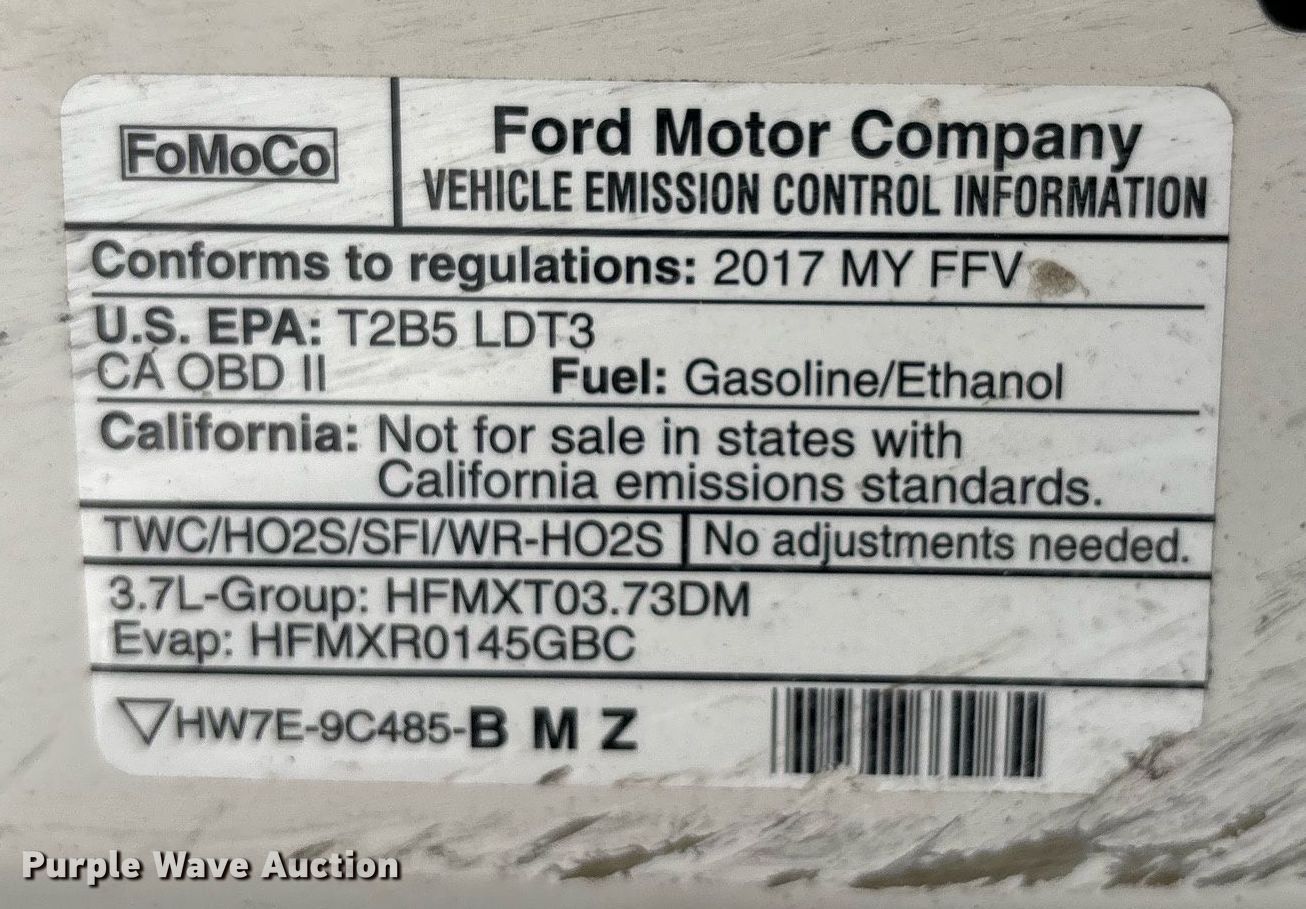 FoMoCo
Ford Motor Company
VEHICLE EMISSION CONTROL INFORMATION
Conforms to regulations: 2017 MY FFV
U.S. EPA: T2B5 LDT3
CA OBD II Fuel: Gasoline/Ethanol
California: Not for sale in states with
California emissions standards.
TWC/HO2S/SFI/WR-HO2S No adjustments needed.
3.7L-Group: HFMXT03.73DM
Evap: HFMXR0145GBC
HW7E-9C485-B M Z
Purple Wave Auction